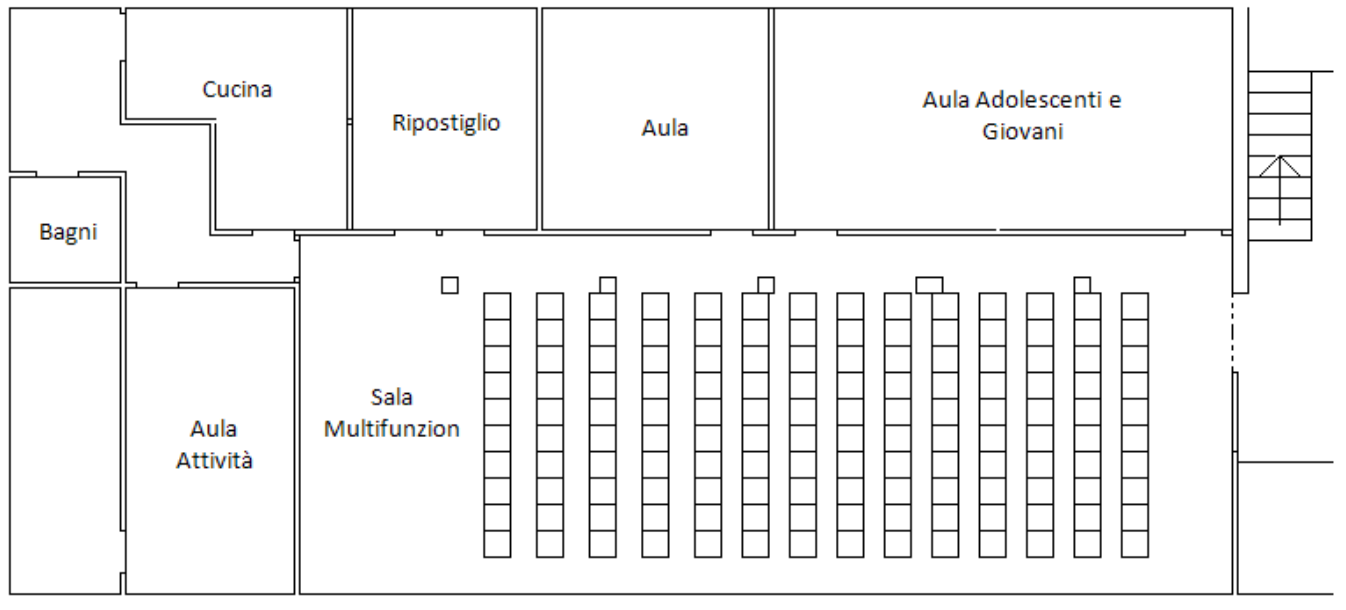 Cucina
Ripostiglio
Aula
Aula Adolescenti e
Giovani
Bagni
Sala
Multifunzion
Aula
Attività